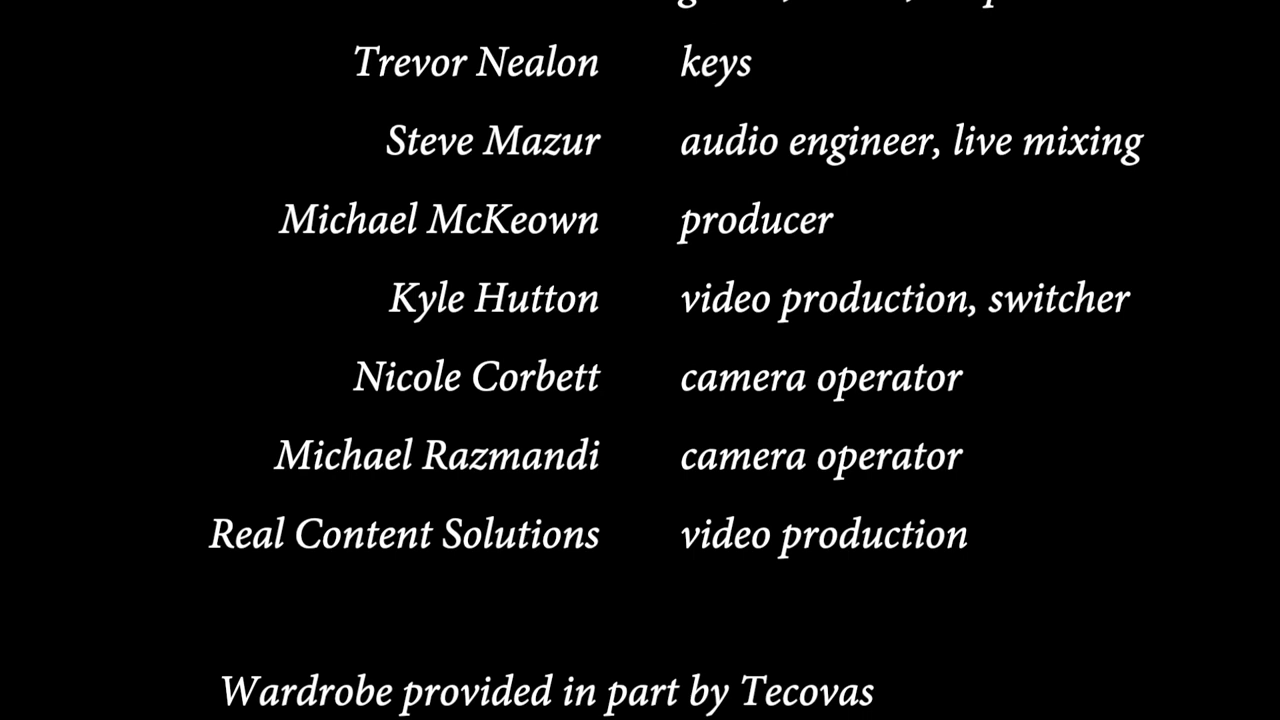 Trevor Nealon keys
Steve Mazur audio engineer, live mixing
Michael McKeown producer
Kyle Hutton video production, switcher
Nicole Corbett camera operator
Michael Razmandi camera operator
Real Content Solutions video production
Wardrobe provided in part by Tecovas